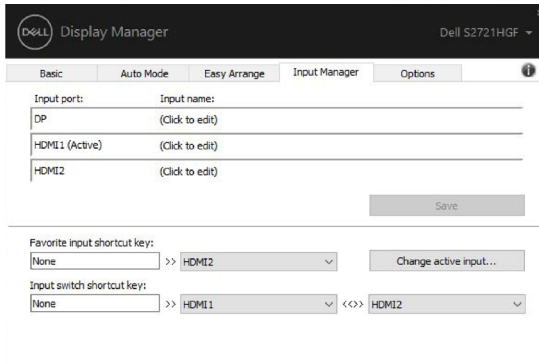 DELL Display Manager Dell S2721HGF
Basic Auto Mode Easy Arrange Input Manager Options
Input port: Input name:
DP (Click to edit)
HDMI1 (Active) (Click to edit)
HDMI2 (Click to edit)
Save
Favorite input shortcut key:
None >> HDMI2 Change active input...
Input switch shortcut key:
None >> HDMI1 <<>> HDMI2